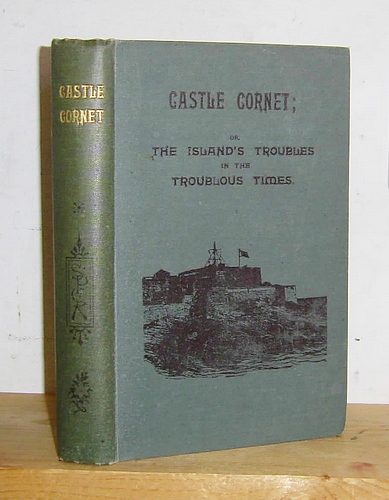 CASTLE
CORNET
CASTLE CORNET;
OR,
THE ISLAND'S TROUBLES
IN THE
TROUBLOUS TIMES.